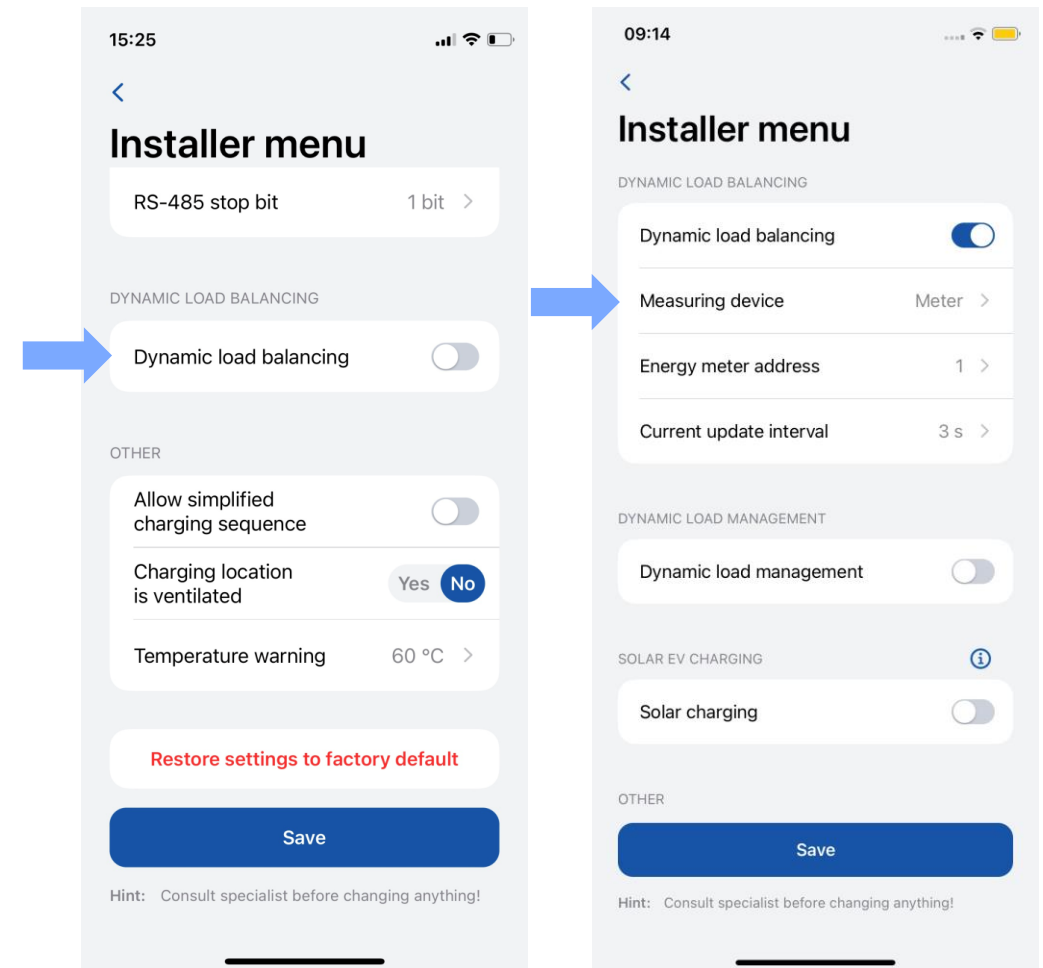 15:25
Installer menu
RS-485 stop bit 1 bit
DYNAMIC LOAD BALANCING
Dynamic load balancing
OTHER
Allow simplified
charging sequence
Charging location
is ventilated
Yes No
Temperature warning 60 °C
Restore settings to factory default
Save
Hint: Consult specialist before changing anything!
09:14
Installer menu
DYNAMIC LOAD BALANCING
Dynamic load balancing
Measuring device Meter
Energy meter address 1
Current update interval 3 s
DYNAMIC LOAD MANAGEMENT
Dynamic load management
SOLAR EV CHARGING
Solar charging
OTHER
Save
Hint: Consult specialist before changing anything!